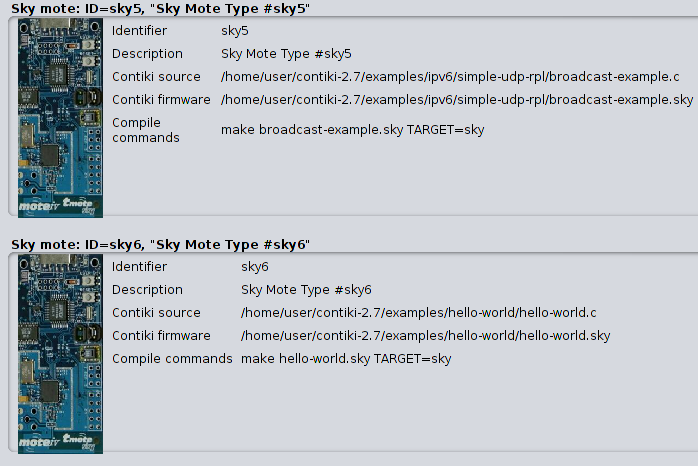 Sky mote: ID=sky5, "Sky Mote Type #sky5"
Identifier sky5
Description Sky Mote Type #sky5
Contiki source /home/user/contiki-2.7/examples/ipv6/simple-udp-rpl/broadcast-example.c
Contiki firmware /home/user/contiki-2.7/examples/ipv6/simple-udp-rpl/broadcast-example.sky
Compile commands make broadcast-example.sky TARGET=sky
moteiv tmote sky
Sky mote: ID=sky6, "Sky Mote Type #sky6"
Identifier sky6
Description Sky Mote Type #sky6
Contiki source /home/user/contiki-2.7/examples/hello-world/hello-world.c
Contiki firmware /home/user/contiki-2.7/examples/hello-world/hello-world.sky
Compile commands make hello-world.sky TARGET=sky
moteiv tmote sky